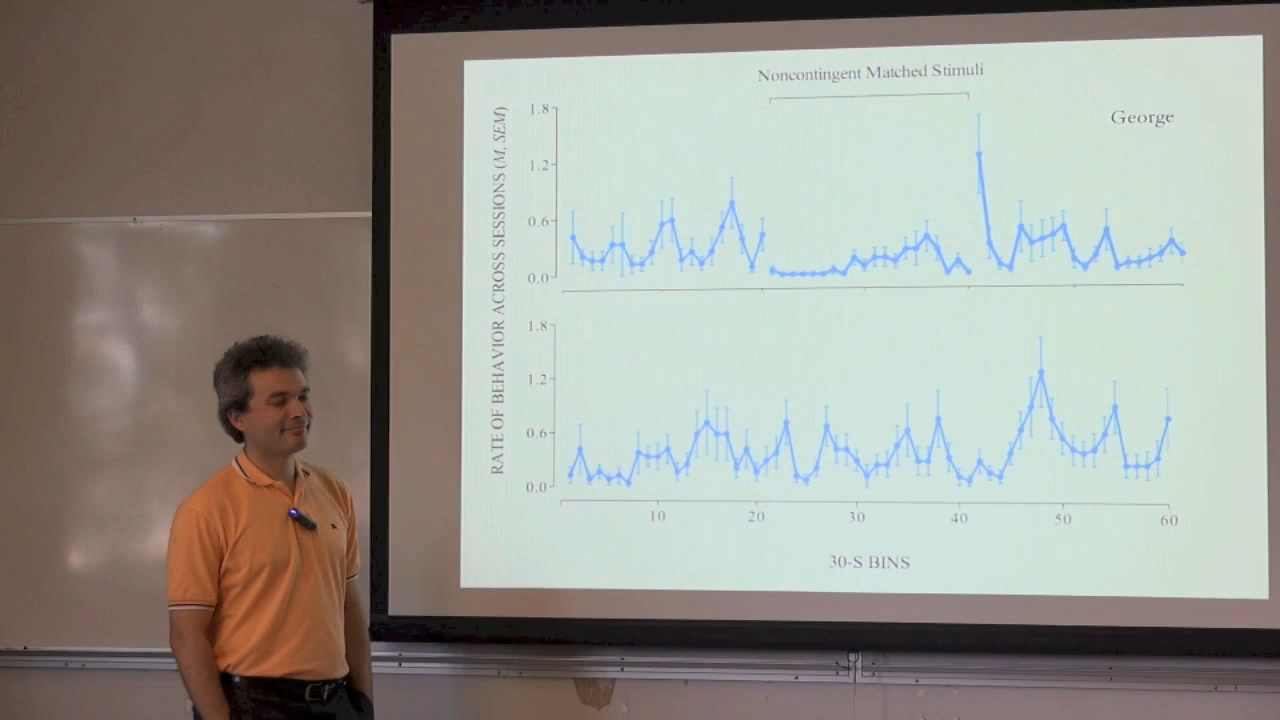 Noncontingent Matched Stimuli
George
RATE OF BEHAVIOR ACROSS SESSIONS (M, SEM)
1.8
1.2
0.6
0.0
1.8
1.2
0.6
0.0
10 20 30 40 50 60
30-S BINS